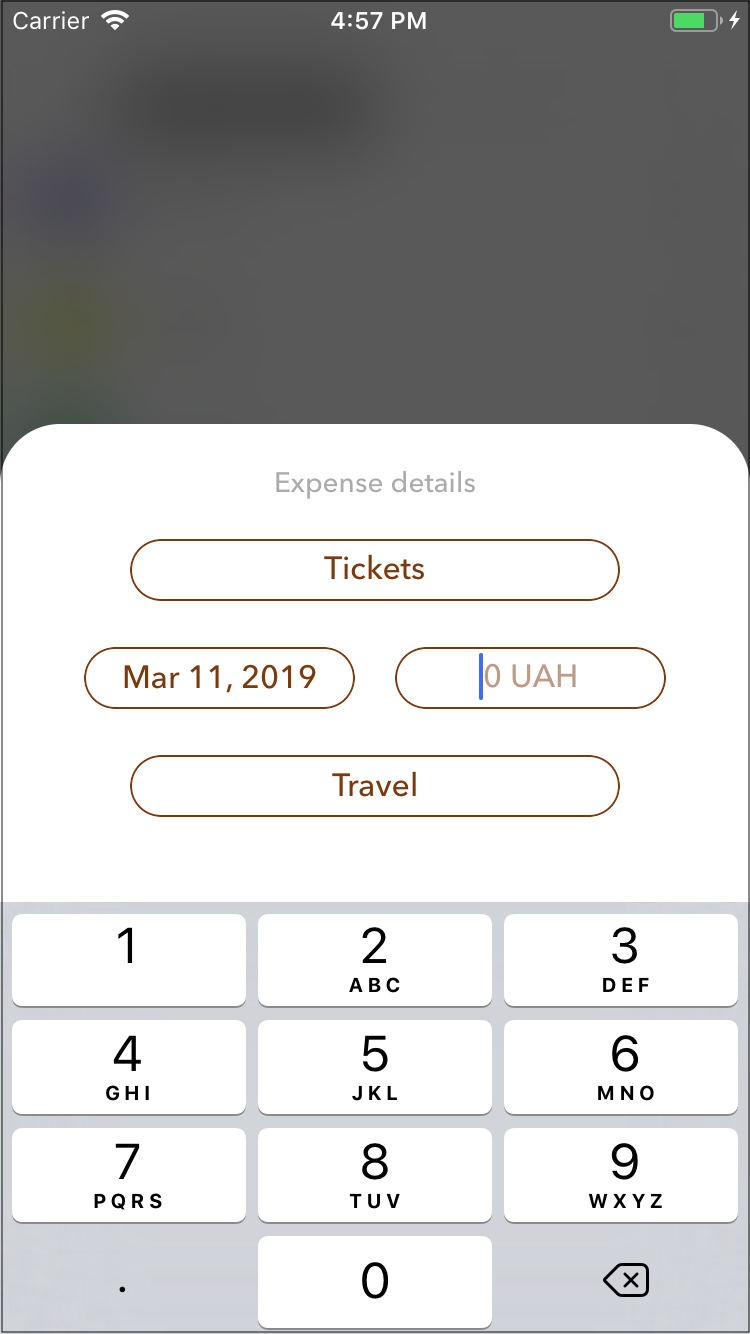 Carrier 4:57 PM
Expense details
Tickets
Mar 11, 2019 0 UAH
Travel
1 2 3
ABC DEF
4 5 6
GHI JKL MNO
7 8 9
PQRS TUV WXYZ
. 0